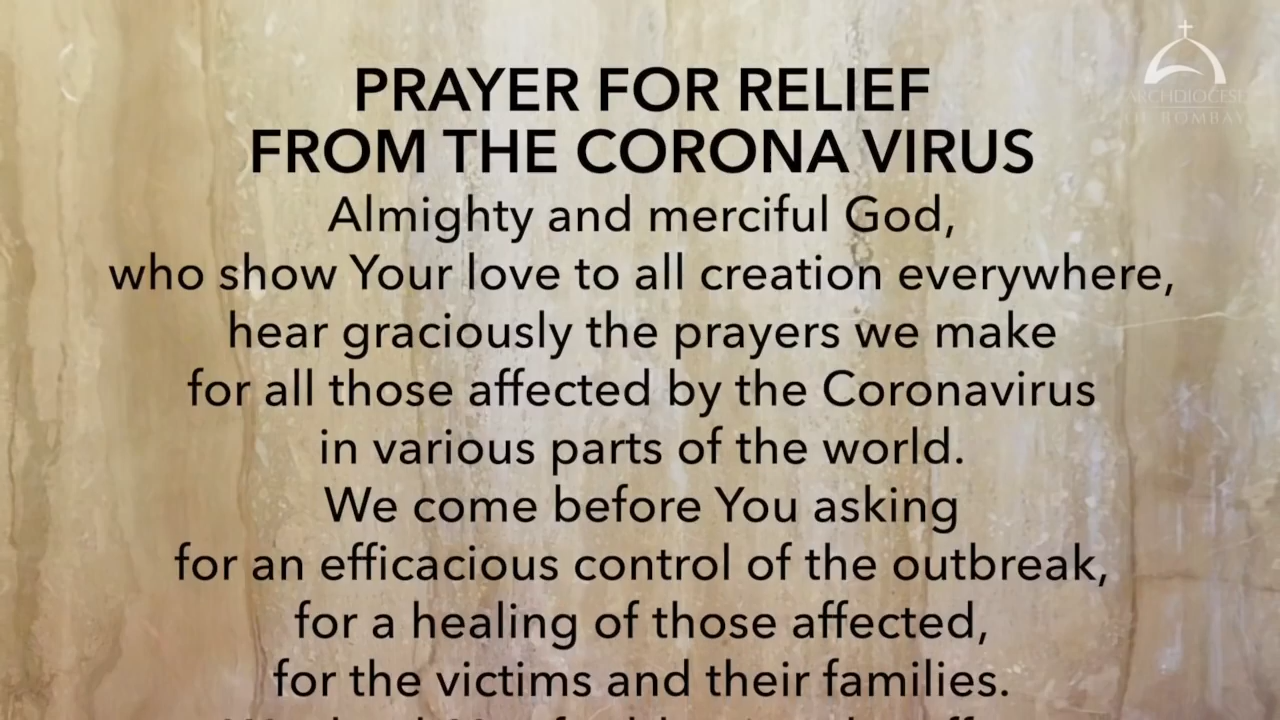 ARCHDIOCESE
OF BOMBAY
PRAYER FOR RELIEF
FROM THE CORONA VIRUS
Almighty and merciful God,
who show Your love to all creation everywhere,
hear graciously the prayers we make
for all those affected by the Coronavirus
in various parts of the world.
We come before You asking
for an efficacious control of the outbreak,
for a healing of those affected,
for the victims and their families.